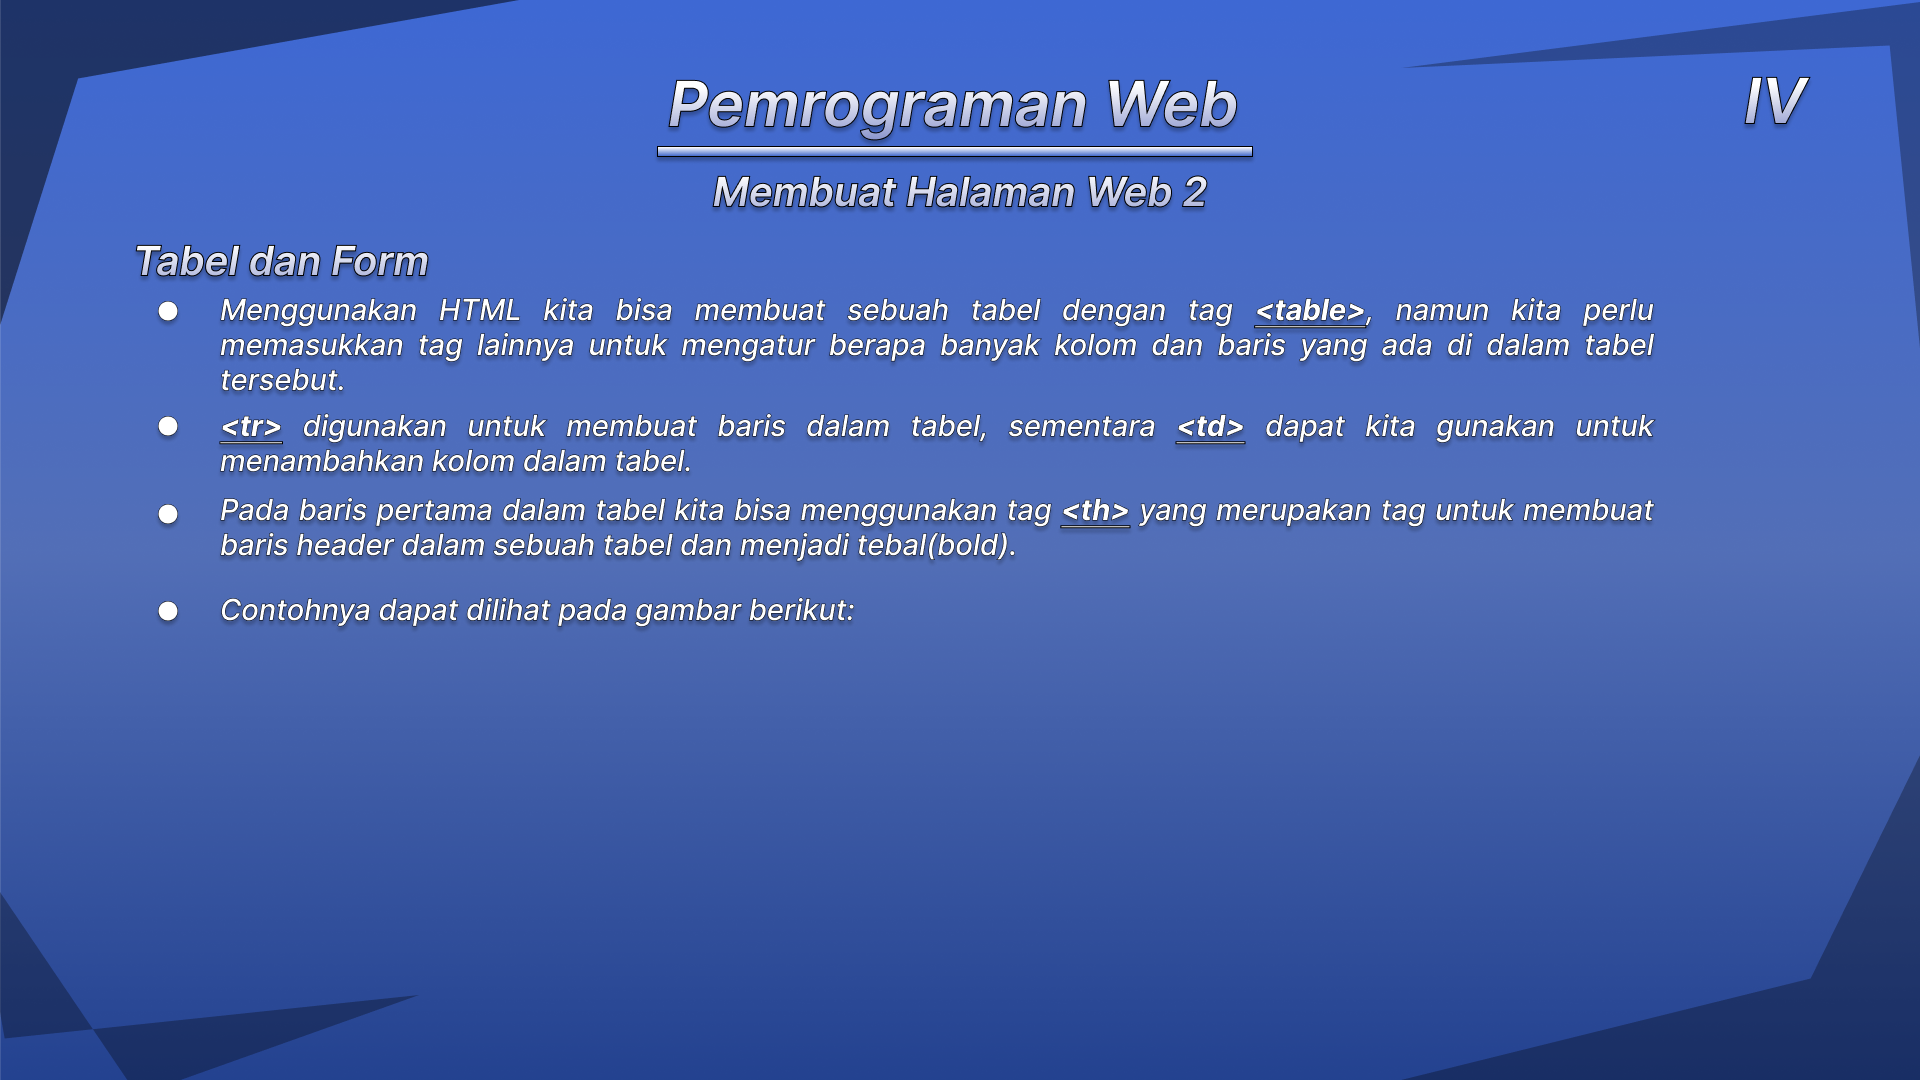 Pemrograman Web
IV
Membuat Halaman Web 2
Tabel dan Form
● Menggunakan HTML kita bisa membuat sebuah tabel dengan tag <table>, namun kita perlu
memasukkan tag lainnya untuk mengatur berapa banyak kolom dan baris yang ada di dalam tabel
tersebut.
● <tr> digunakan untuk membuat baris dalam tabel, sementara <td> dapat kita gunakan untuk
menambahkan kolom dalam tabel.
● Pada baris pertama dalam tabel kita bisa menggunakan tag <th> yang merupakan tag untuk membuat
baris header dalam sebuah tabel dan menjadi tebal(bold).
● Contohnya dapat dilihat pada gambar berikut: